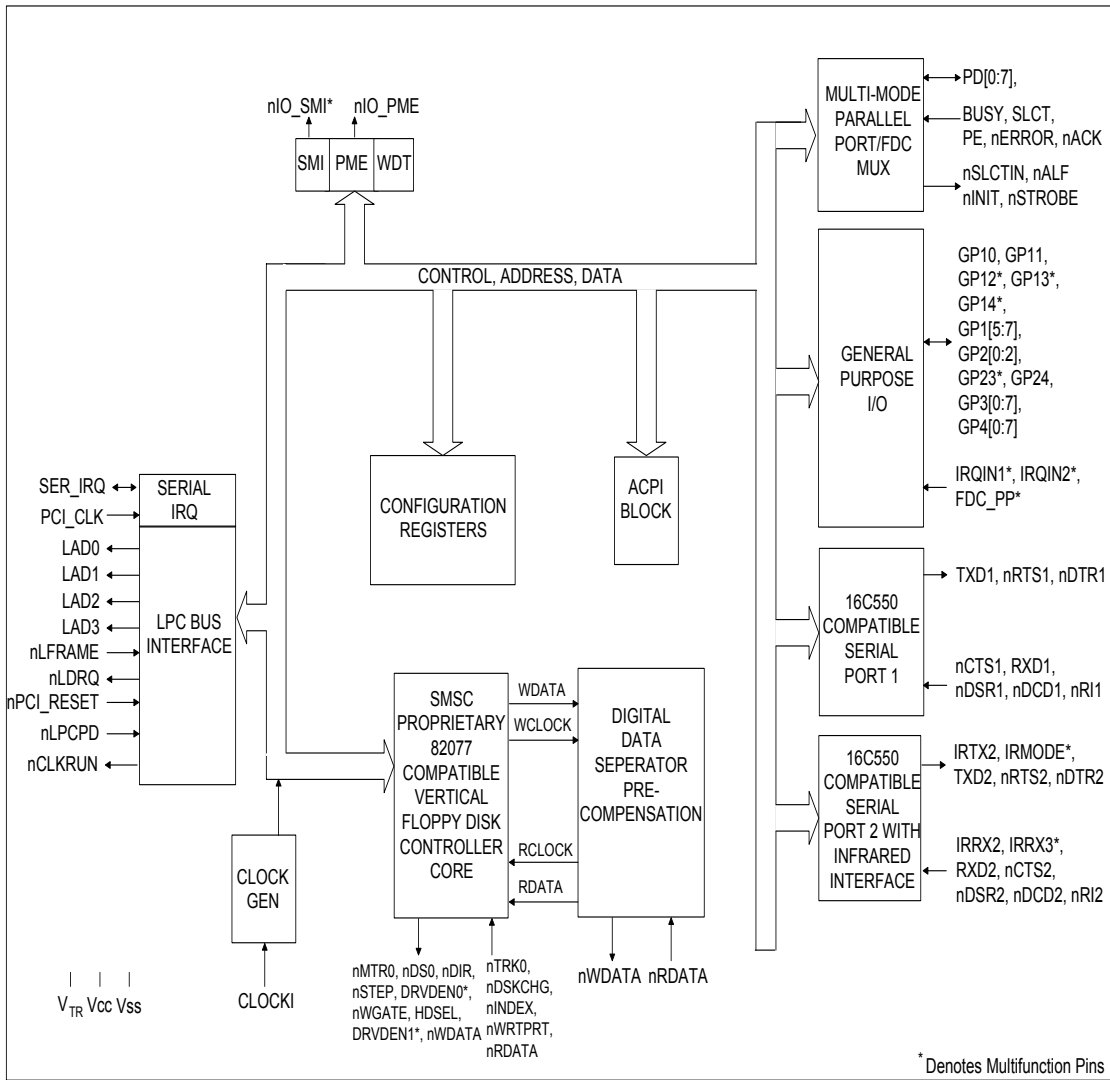 nIO_SMI*
nIO_PME
SMI
PME
WDT
CONTROL, ADDRESS, DATA
MULTI-MODE
PARALLEL
PORT/FDC
MUX
PD[0:7],
BUSY, SLCT,
PE, nERROR, nACK
nSLCTIN, nALF
nINIT, nSTROBE
GENERAL
PURPOSE
I/O
GP10, GP11,
GP12*, GP13*,
GP14*,
GP1[5:7],
GP2[0:2],
GP23*, GP24,
GP3[0:7],
GP4[0:7]
IRQIN1*, IRQIN2*,
FDC_PP*
CONFIGURATION
REGISTERS
ACPI
BLOCK
SER_IRQ
PCI_CLK
SERIAL
IRQ
LAD0
LAD1
LAD2
LAD3
nLFRAME
nLDRQ
nPCI_RESET
nLPCPD
nCLKRUN
LPC BUS
INTERFACE
16C550
COMPATIBLE
SERIAL
PORT 1
TXD1, nRTS1, nDTR1
nCTS1, RXD1,
nDSR1, nDCD1, nRI1
SMSC
PROPRIETARY
82077
COMPATIBLE
VERTICAL
FLOPPY DISK
CONTROLLER
CORE
WDATA
WCLOCK
RCLOCK
RDATA
DIGITAL
DATA
SEPERATOR
PRE-
COMPENSATION
16C550
COMPATIBLE
SERIAL
PORT 2 WITH
INFRARED
INTERFACE
IRTX2, IRMODE*,
TXD2, nRTS2, nDTR2
IRRX2, IRRX3*,
RXD2, nCTS2,
nDSR2, nDCD2, nRI2
CLOCK
GEN
CLOCKI
nMTR0, nDS0, nDIR,
nSTEP, DRVDEN0*,
nWGATE, HDSEL,
DRVDEN1*, nWDATA
nTRK0,
nDSKCHG,
nINDEX,
nWRTPRT,
nRDATA
nWDATA
nRDATA
VTR Vcc Vss
* Denotes Multifunction Pins